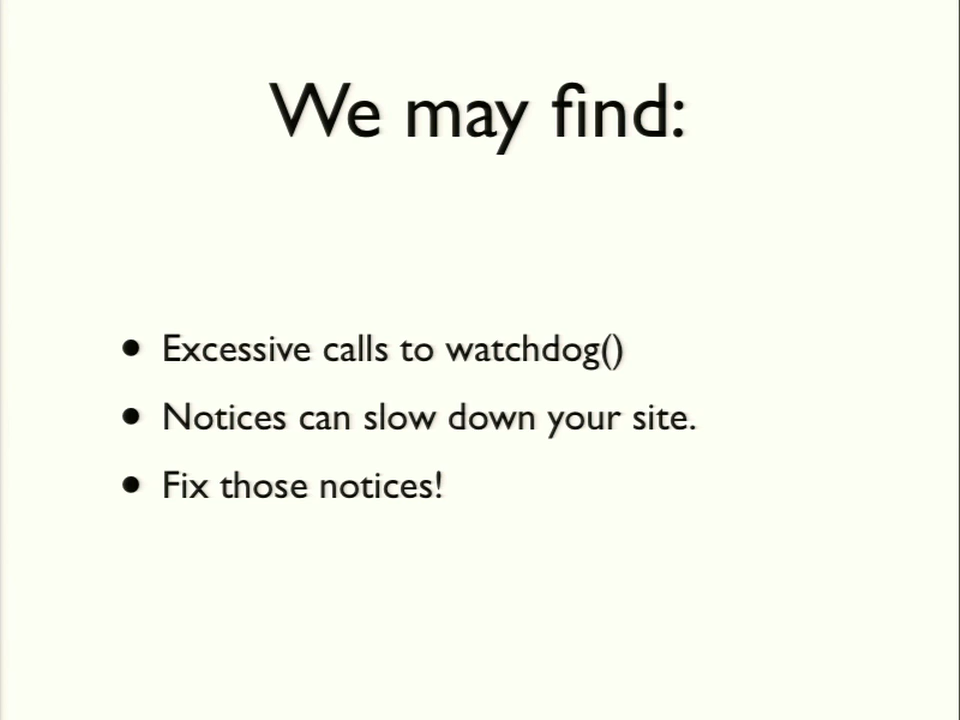 We may find:
• Excessive calls to watchdog()
• Notices can slow down your site.
• Fix those notices!